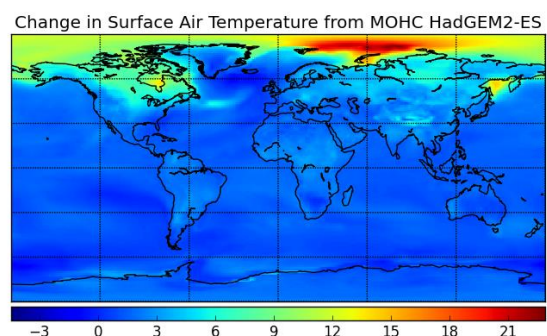 Change in Surface Air Temperature from MOHC HadGEM2-ES
−3 0 3 6 9 12 15 18 21